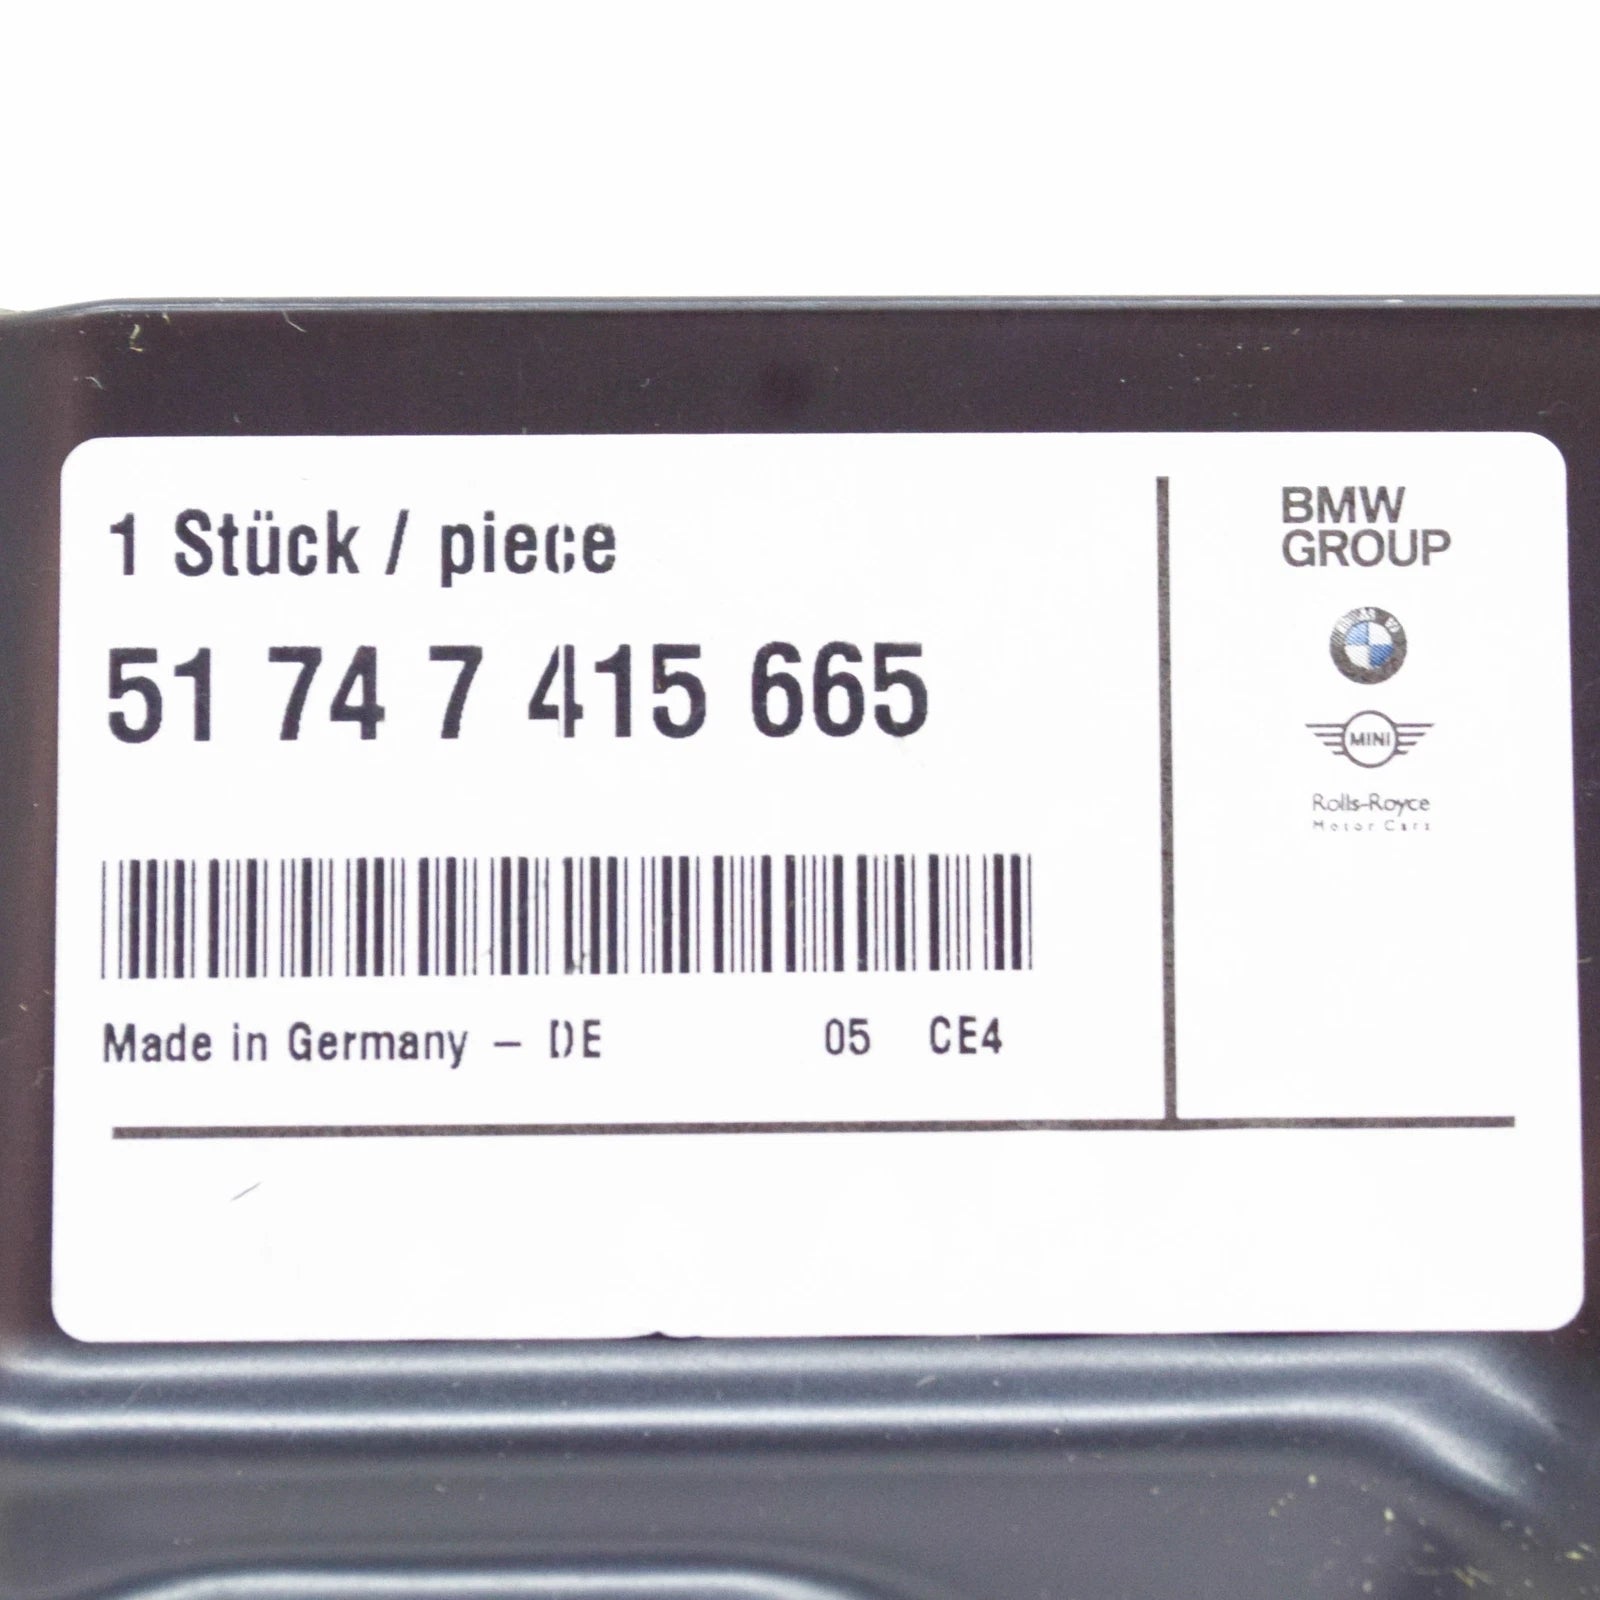 1 Stück / piece
51 74 7 415 665
Made in Germany – DE 05 CE4
BMW
GROUP
MINI
Rolls-Royce
Motor Cars